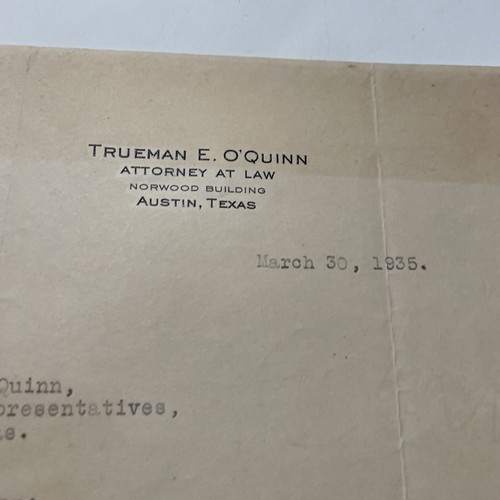 TRUEMAN E. O'QUINN
ATTORNEY AT LAW
NORWOOD BUILDING
AUSTIN, TEXAS
March 30, 1935.
Quinn,
presentatives,
s.